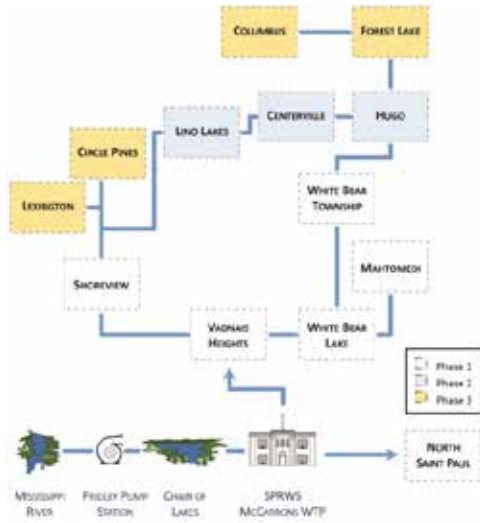 COLUMBUS
FOREST LAKE
LINO LAKES
CENTERVILLE
HUGO
CIRCLE PINES
LEXINGTON
WHITE BEAR
TOWNSHIP
SHOREVIEW
MAHTOMEDI
VADNAIS
HEIGHTS
WHITE BEAR
LAKE
Phase 1
Phase 2
Phase 3
NORTH
SAINT PAUL
MISSISSIPPI
RIVER
FRIDLEY PUMP
STATION
CHAIN OF
LAKES
SPRWS
MCCARRONS WTP